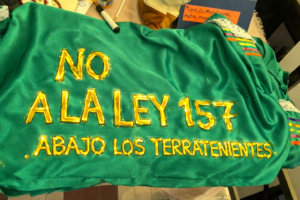 NO
A LA LEY 157
ABAJO LOS TERRATENIENTES